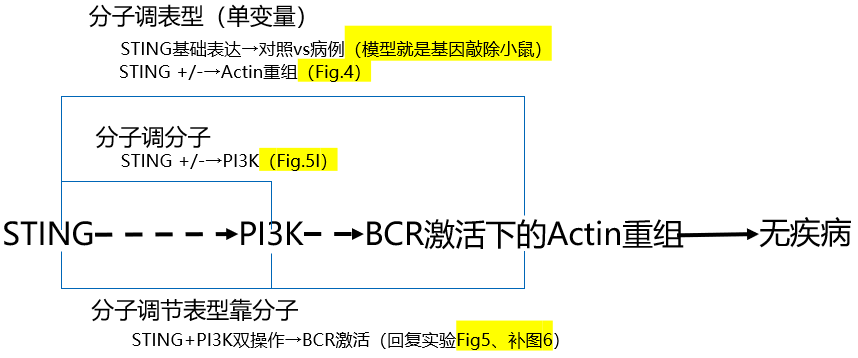 分子调表型（单变量）
STING基础表达→对照vs病例（模型就是基因敲除小鼠）
STING +/-→Actin重组（Fig.4）
分子调分子
STING +/-→PI3K（Fig.5I）
STING PI3K BCR激活下的Actin重组 无疾病
分子调节表型靠分子
STING+PI3K双操作→BCR激活（回复实验Fig5、补图6）